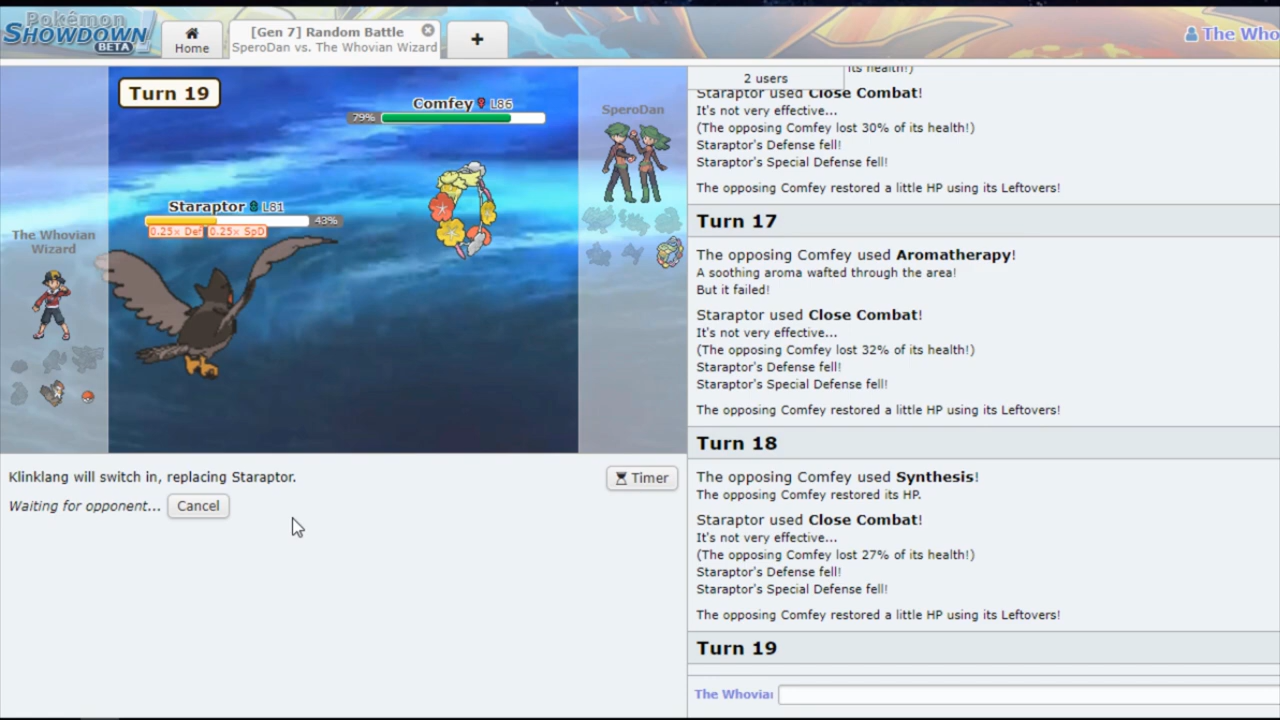 Pokémon
SHOWDOWN
BETA
Home
[Gen 7] Random Battle
SperoDan vs. The Whovian Wizard
+
The Who
Turn 19
Comfey L86
79%
Staraptor L81
43%
0.25× Def 0.25× SpD
The Whovian
Wizard
SperoDan
Klinklang will switch in, replacing Staraptor.
Timer
Waiting for opponent...
Cancel
2 users
its health!)
Staraptor used Close Combat!
It's not very effective...
(The opposing Comfey lost 30% of its health!)
Staraptor's Defense fell!
Staraptor's Special Defense fell!
The opposing Comfey restored a little HP using its Leftovers!
Turn 17
The opposing Comfey used Aromatherapy!
A soothing aroma wafted through the area!
But it failed!
Staraptor used Close Combat!
It's not very effective...
(The opposing Comfey lost 32% of its health!)
Staraptor's Defense fell!
Staraptor's Special Defense fell!
The opposing Comfey restored a little HP using its Leftovers!
Turn 18
The opposing Comfey used Synthesis!
The opposing Comfey restored its HP.
Staraptor used Close Combat!
It's not very effective...
(The opposing Comfey lost 27% of its health!)
Staraptor's Defense fell!
Staraptor's Special Defense fell!
The opposing Comfey restored a little HP using its Leftovers!
Turn 19
The Whovia